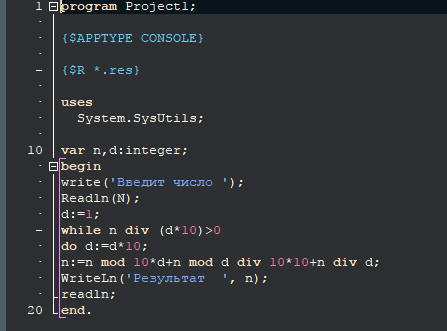 1 program Project1;
{$APPTYPE CONSOLE}
{$R *.res}
uses
System.SysUtils;
10 var n,d:integer;
begin
write('Введит число ');
Readln(N);
d:=1;
while n div (d*10)>0
do d:=d*10;
n:=n mod 10*d+n mod d div 10*10+n div d;
WriteLn('Результат  ', n);
readln;
20 end.